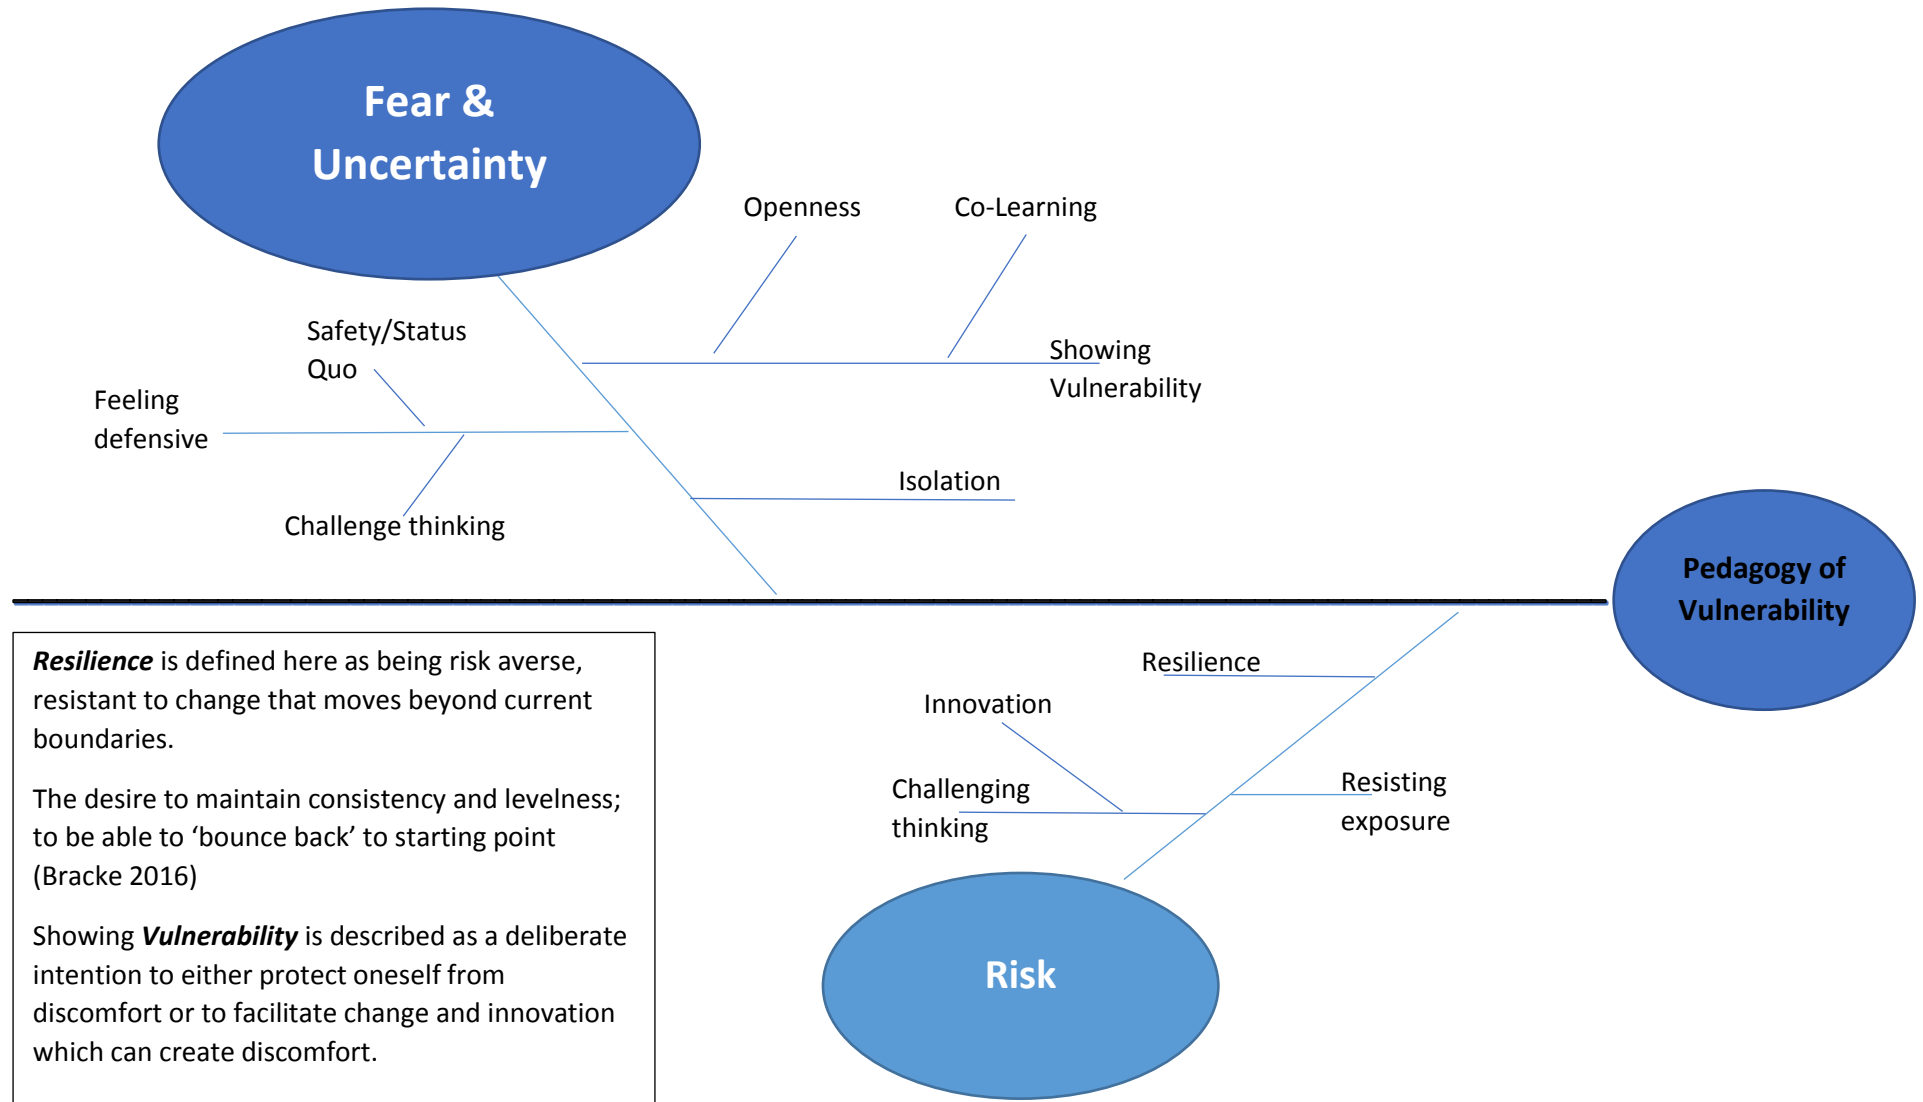 Fear &
Uncertainty
Openness
Co-Learning
Safety/Status
Quo
Showing
Vulnerability
Feeling
defensive
Isolation
Challenge thinking
Pedagogy of
Vulnerability
Resilience is defined here as being risk averse,
resistant to change that moves beyond current
boundaries.
The desire to maintain consistency and levelness;
to be able to ‘bounce back’ to starting point
(Bracke 2016)
Showing Vulnerability is described as a deliberate
intention to either protect oneself from
discomfort or to facilitate change and innovation
which can create discomfort.
Resilience
Innovation
Challenging
thinking
Resisting
exposure
Risk